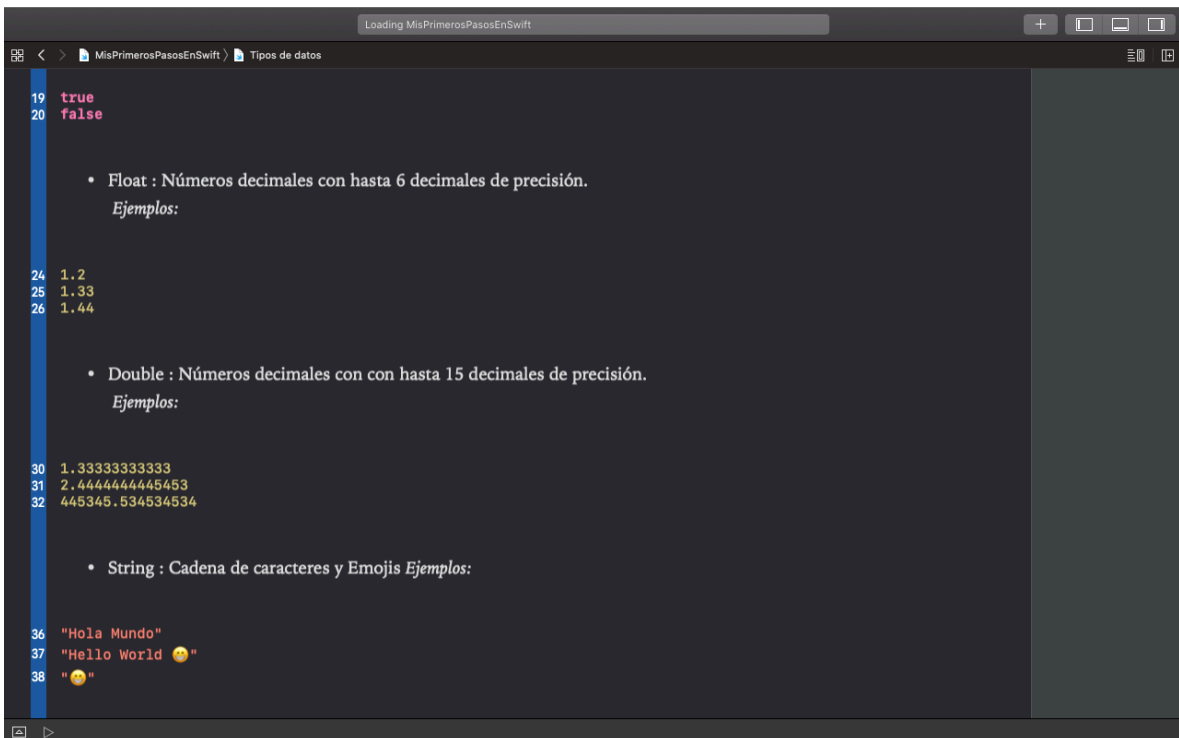 Loading MisPrimerosPasosEnSwift
MisPrimerosPasosEnSwift 〉 Tipos de datos
19 true
20 false
• Float : Números decimales con hasta 6 decimales de precisión.
Ejemplos:
24 1.2
25 1.33
26 1.44
• Double : Números decimales con con hasta 15 decimales de precisión.
Ejemplos:
30 1.33333333333
31 2.4444444445453
32 445345.534534534
• String : Cadena de caracteres y Emojis Ejemplos:
36 "Hola Mundo"
37 "Hello World 😁"
38 "😁"